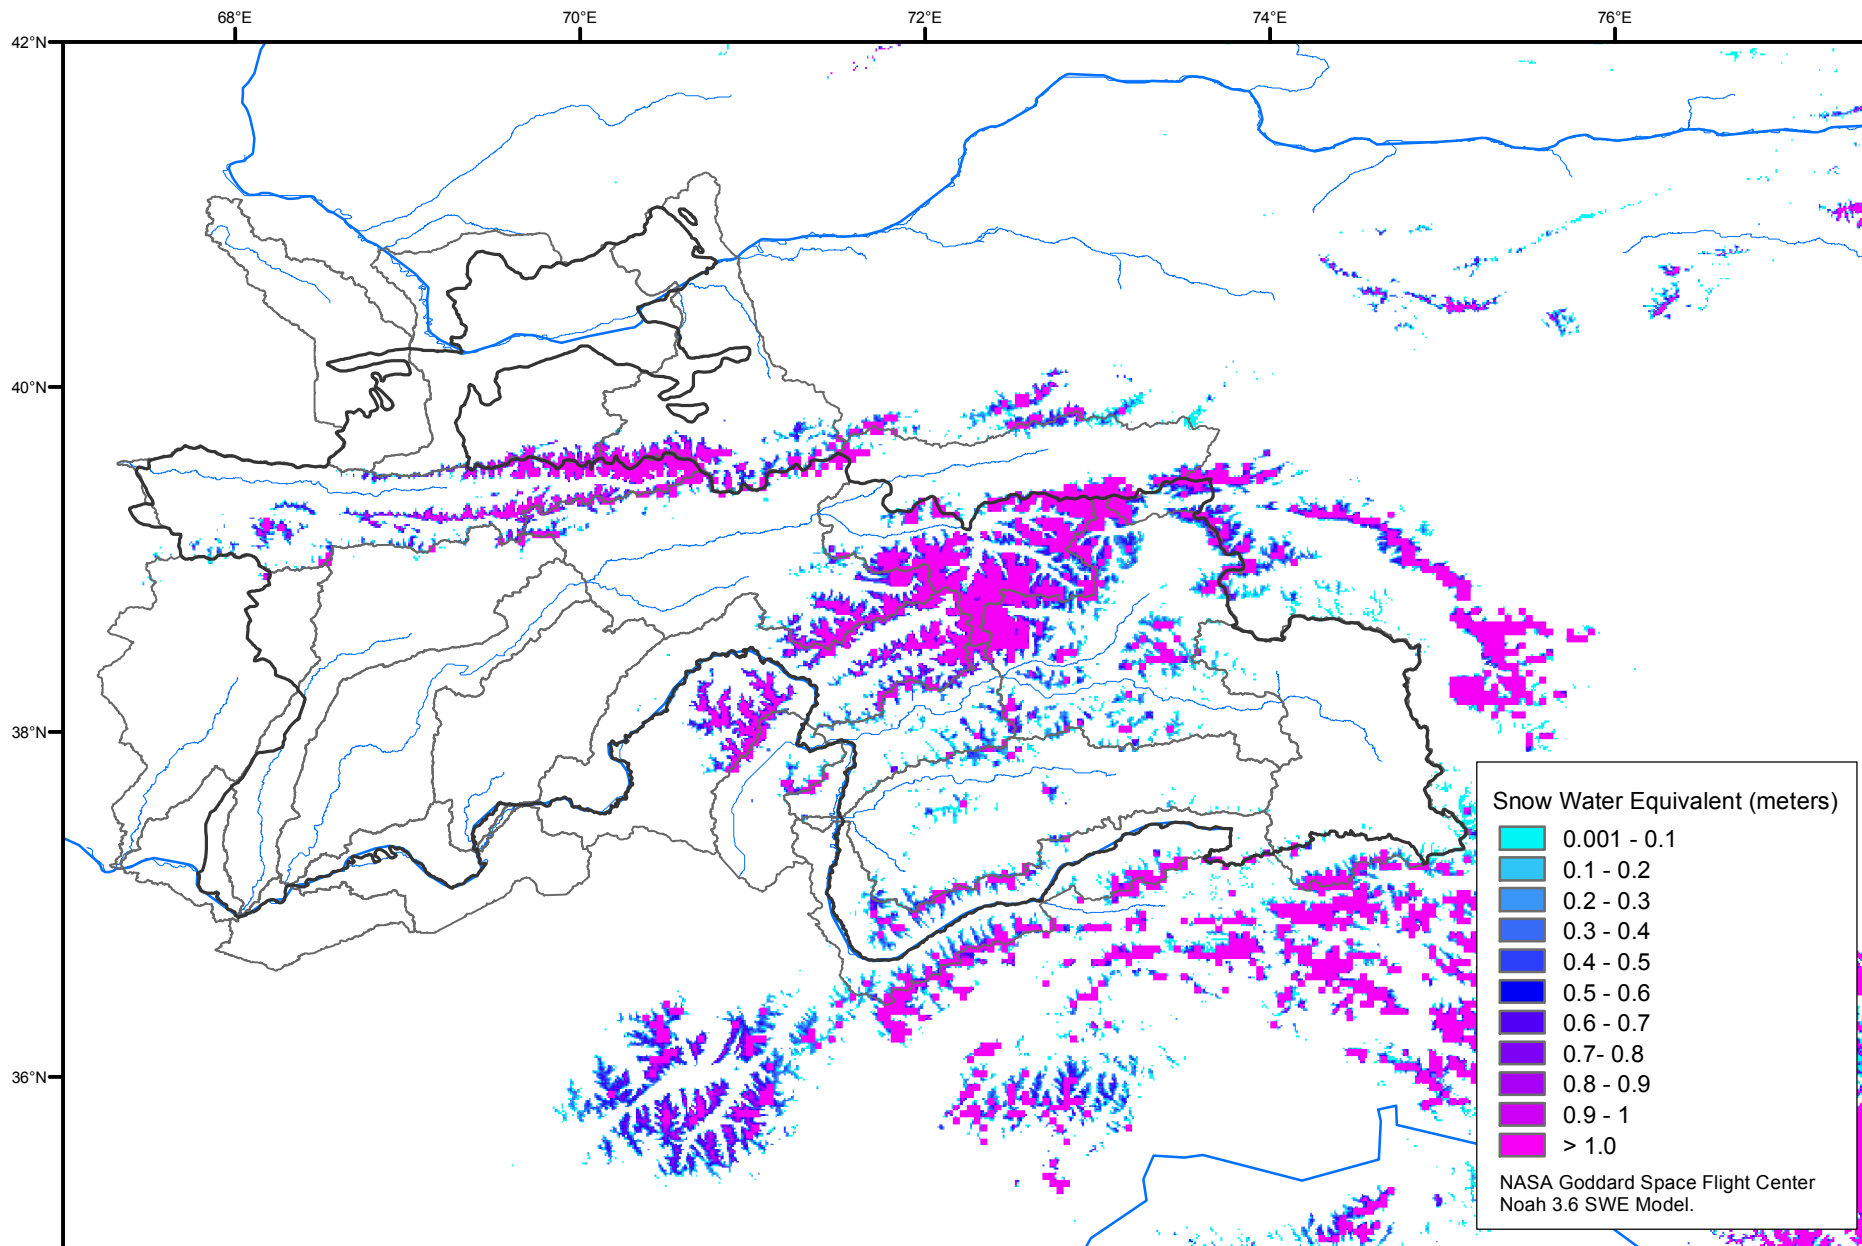 68°E
70°E
72°E
74°E
76°E
42°N
40°N
38°N
36°N
Snow Water Equivalent (meters)
0.001 - 0.1
0.1 - 0.2
0.2 - 0.3
0.3 - 0.4
0.4 - 0.5
0.5 - 0.6
0.6 - 0.7
0.7- 0.8
0.8 - 0.9
0.9 - 1
> 1.0
NASA Goddard Space Flight Center
Noah 3.6 SWE Model.